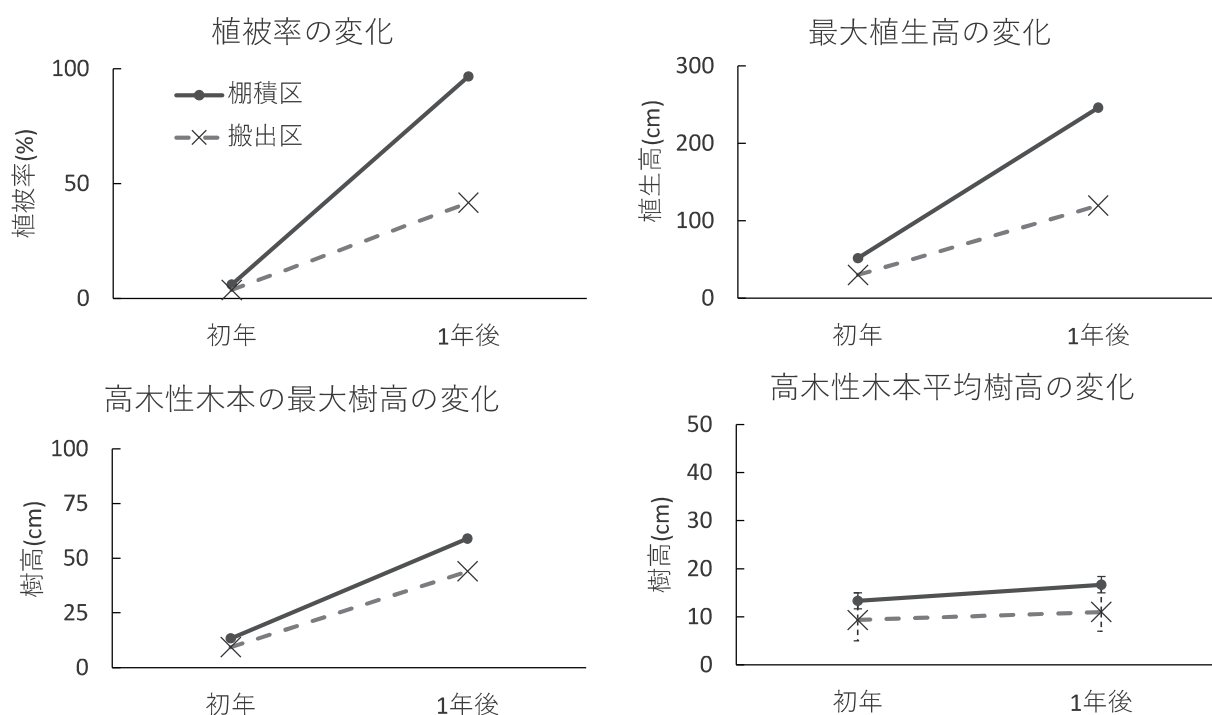 植被率の変化
100
50
0
植被率(%)
棚積区
搬出区
初年
1年後
最大植生高の変化
300
200
100
0
植生高(cm)
初年
1年後
高木性木本の最大樹高の変化
100
75
50
25
0
樹高(cm)
初年
1年後
高木性木本平均樹高の変化
50
40
30
20
10
0
樹高(cm)
初年
1年後